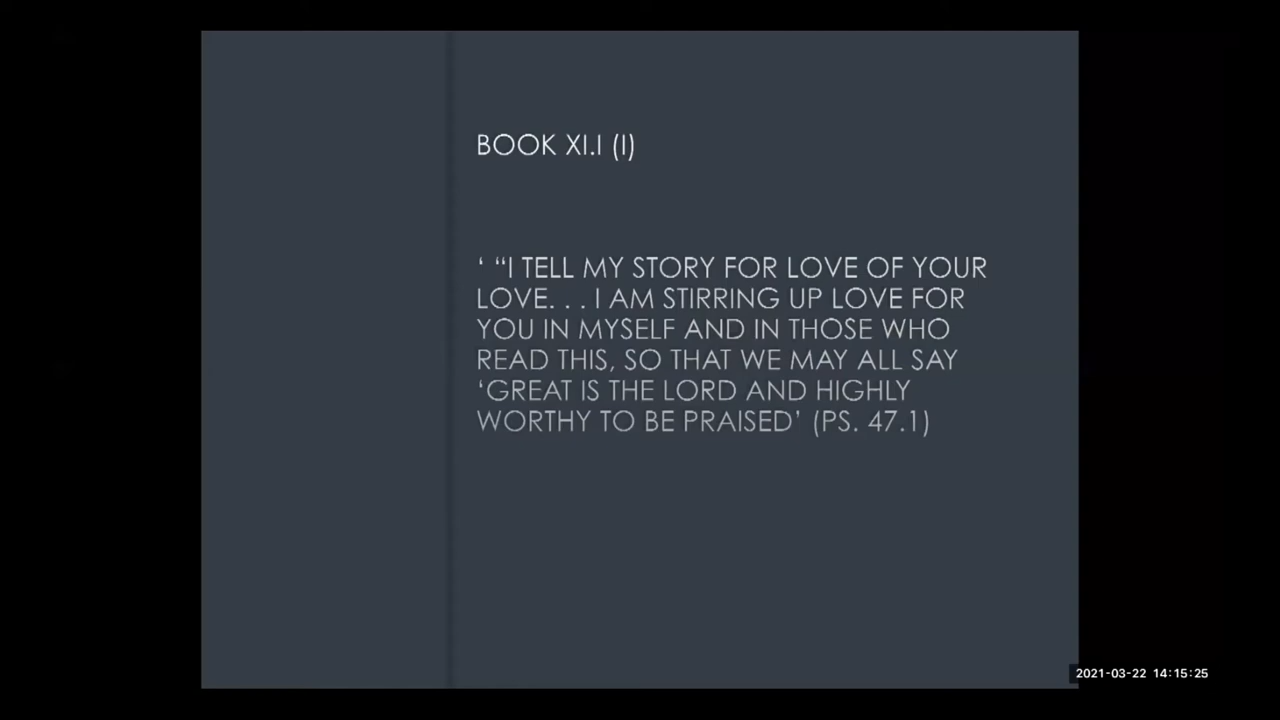 BOOK XI.I (I)
‘ “I TELL MY STORY FOR LOVE OF YOUR
LOVE. . . I AM STIRRING UP LOVE FOR
YOU IN MYSELF AND IN THOSE WHO
READ THIS, SO THAT WE MAY ALL SAY
‘GREAT IS THE LORD AND HIGHLY
WORTHY TO BE PRAISED’ (PS. 47.1)
2021-03-22 14:15:25